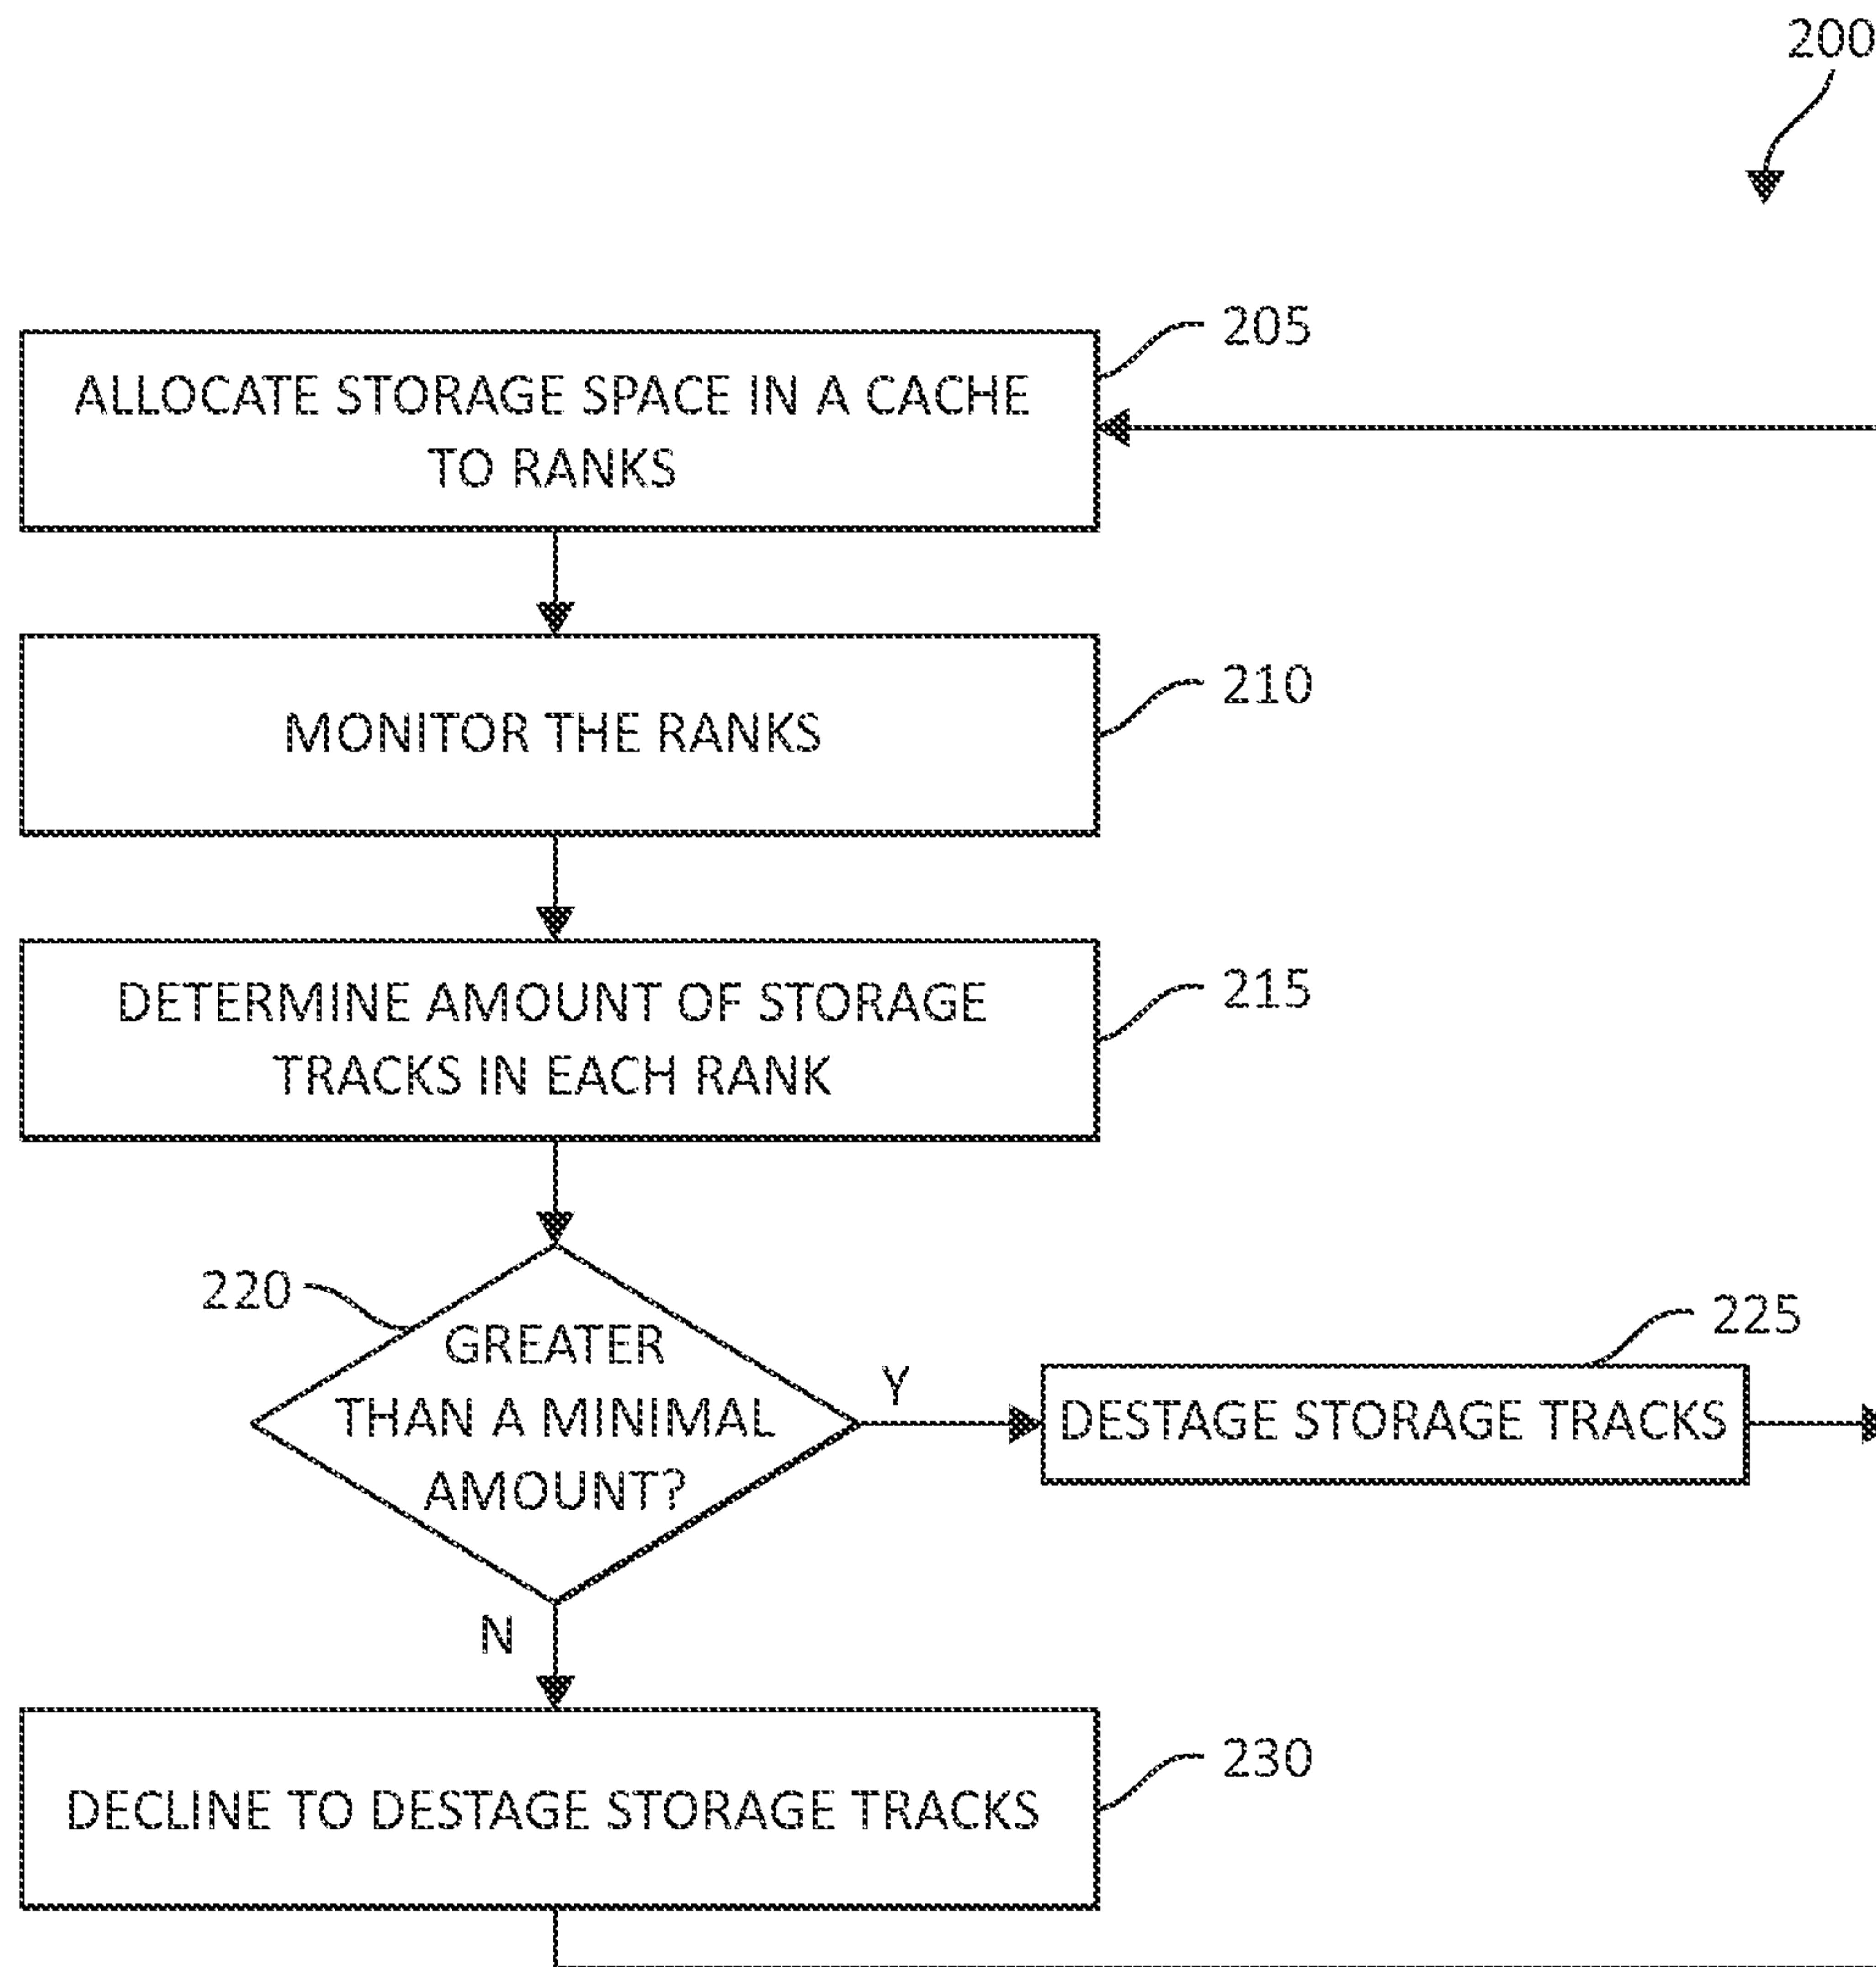 200
205
ALLOCATE STORAGE SPACE IN A CACHE
TO RANKS
210
MONITOR THE RANKS
215
DETERMINE AMOUNT OF STORAGE
TRACKS IN EACH RANK
220
GREATER
THAN A MINIMAL
AMOUNT?
Y
225
DESTAGE STORAGE TRACKS
N
230
DECLINE TO DESTAGE STORAGE TRACKS